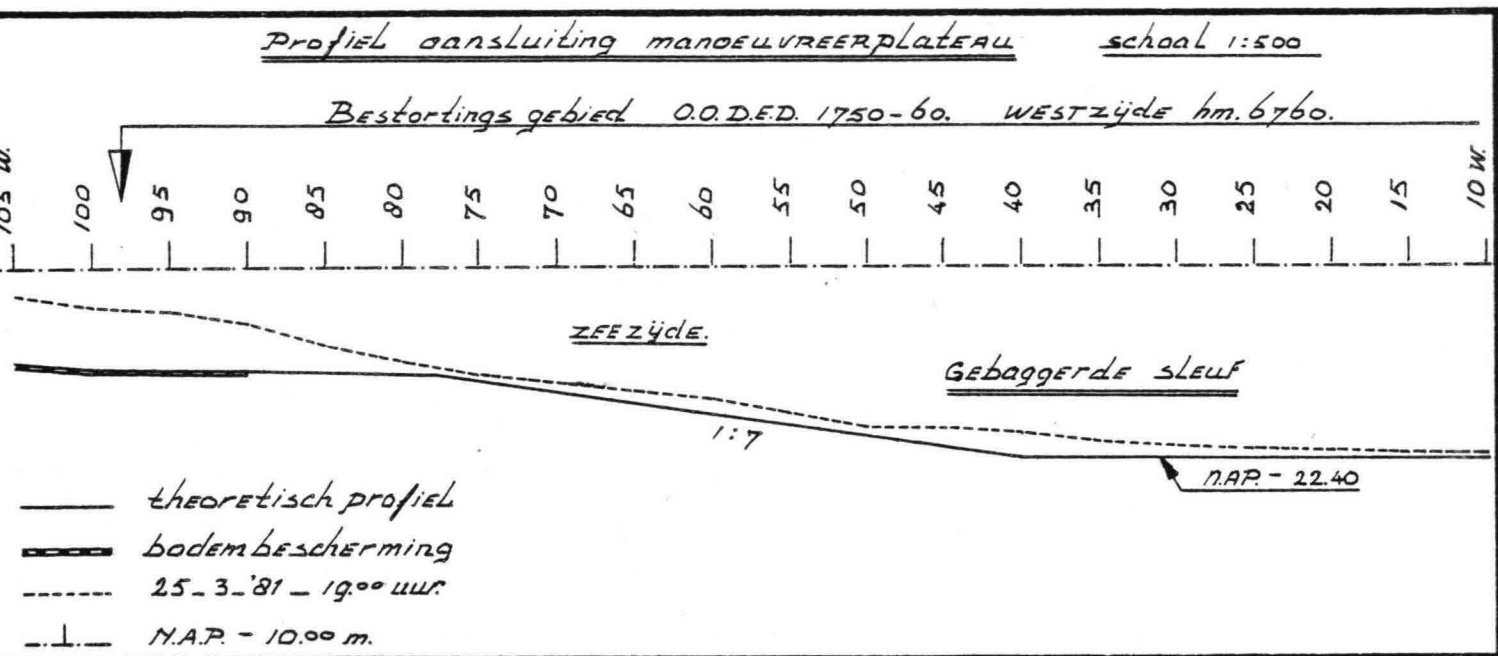 Profiel aansluiting manoeuvreerplateau schaal 1:500
Bestortings gebied O.O.D.E.D. 1750-60. Westzijde hm. 6760.
105 W. 100 95 90 85 80 75 70 65 60 55 50 45 40 35 30 25 20 15 10 W.
Zeezijde.
Gebaggerde sleuf
1:7
N.A.P. - 22.40
theoretisch profiel
bodembescherming
25-3-'81 - 19.00 uur.
N.A.P. - 10.00 m.